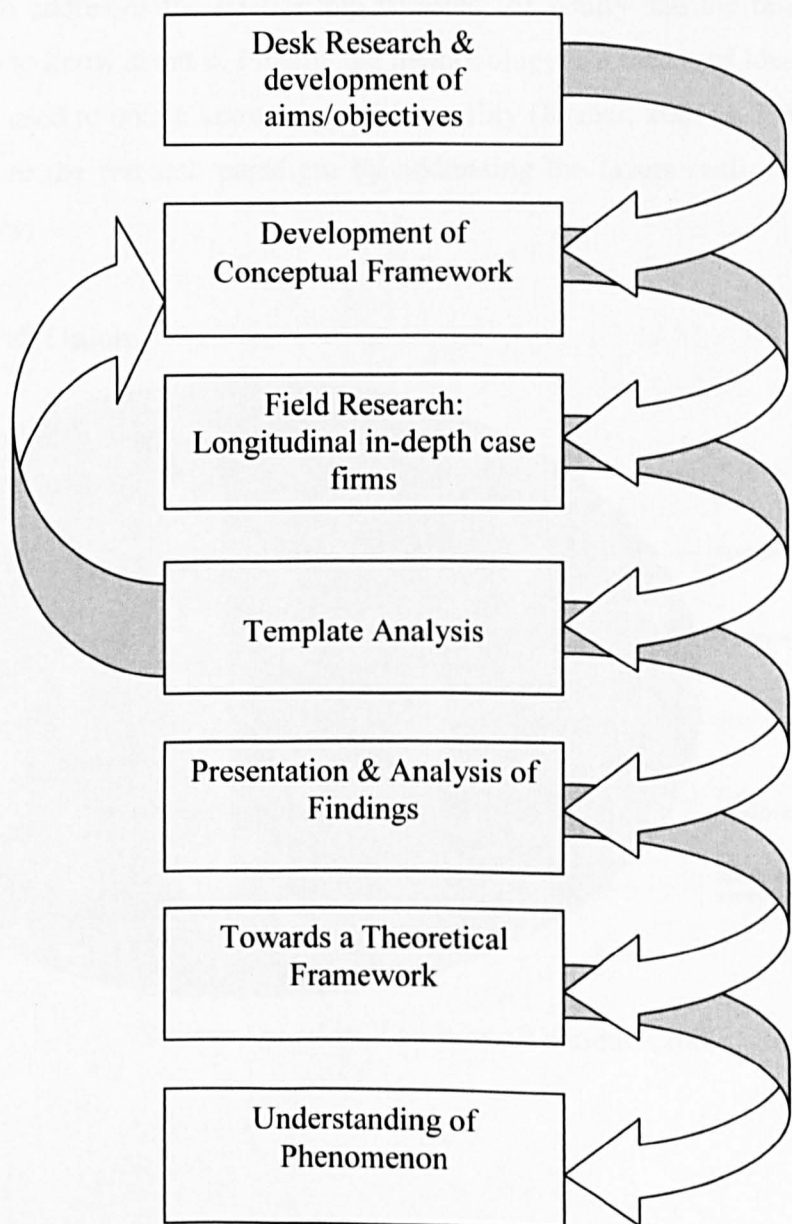 Desk Research &
development of
aims/objectives
Development of
Conceptual Framework
Field Research:
Longitudinal in-depth case
firms
Template Analysis
Presentation & Analysis of
Findings
Towards a Theoretical
Framework
Understanding of
Phenomenon